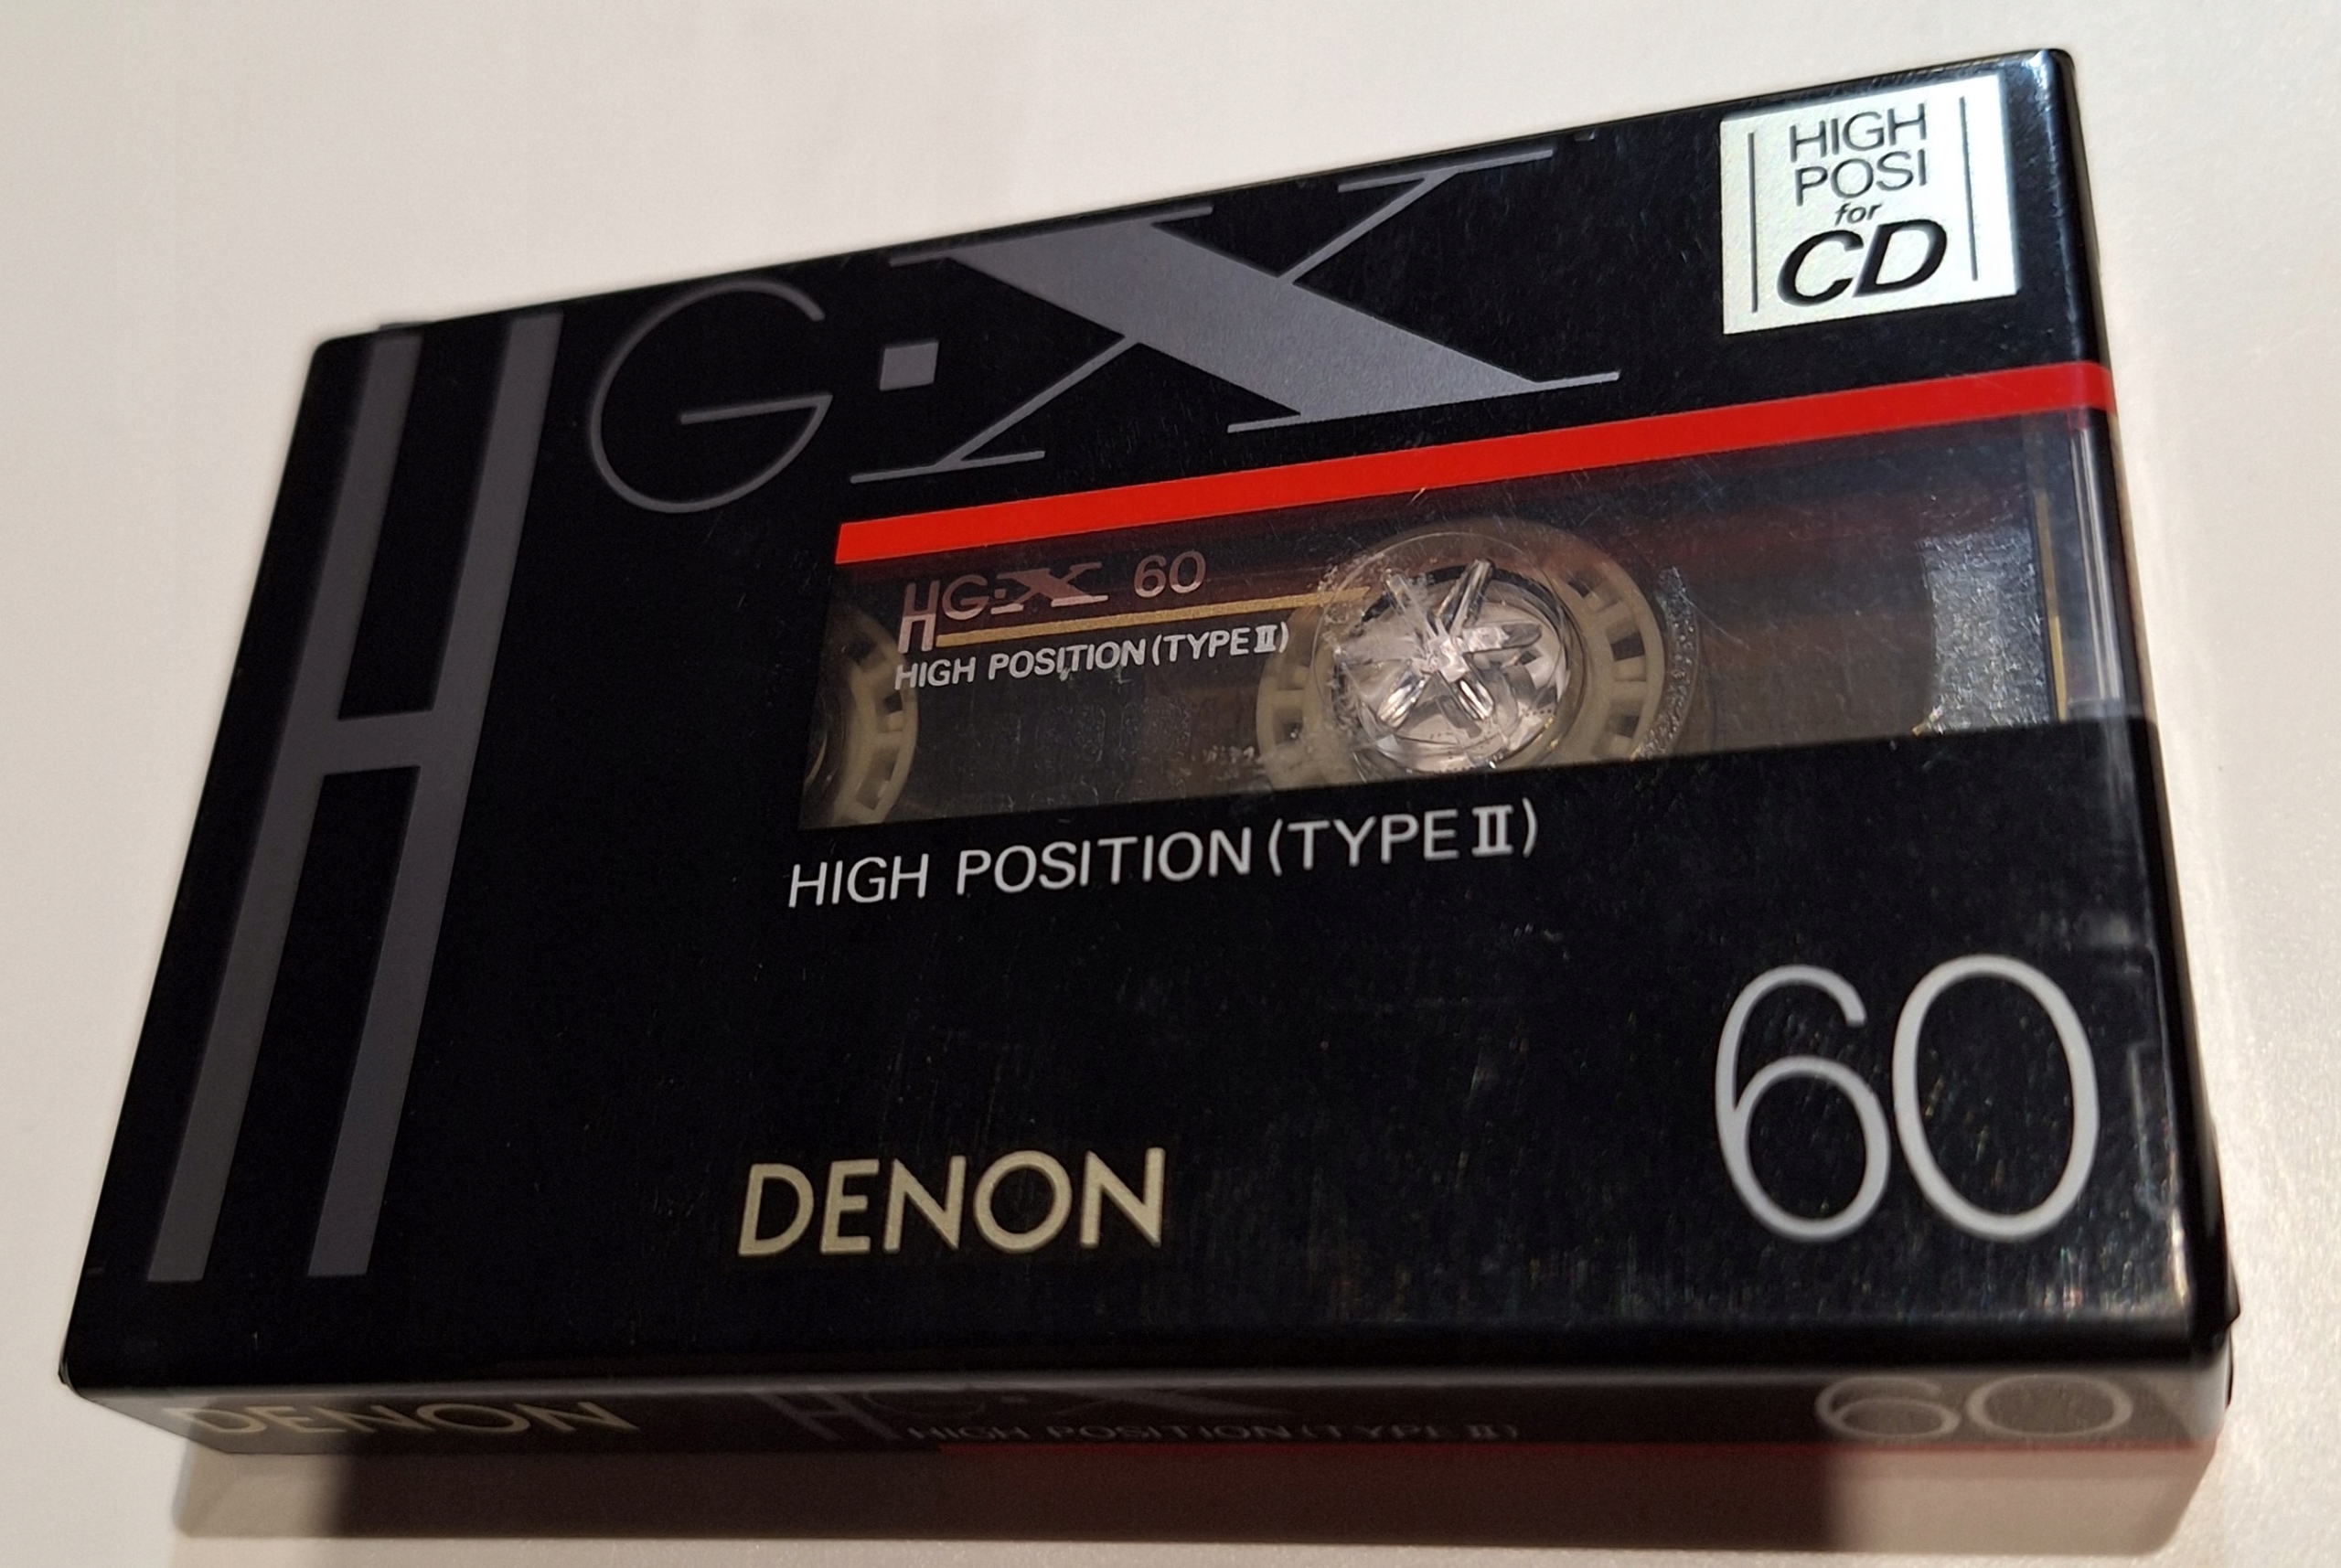 HG·X
HIGH
POSI
for
CD
HG·X 60
HIGH POSITION (TYPE II)
HIGH POSITION (TYPE II)
60
DENON
DENON HG·X 60
HIGH POSITION (TYPE II)